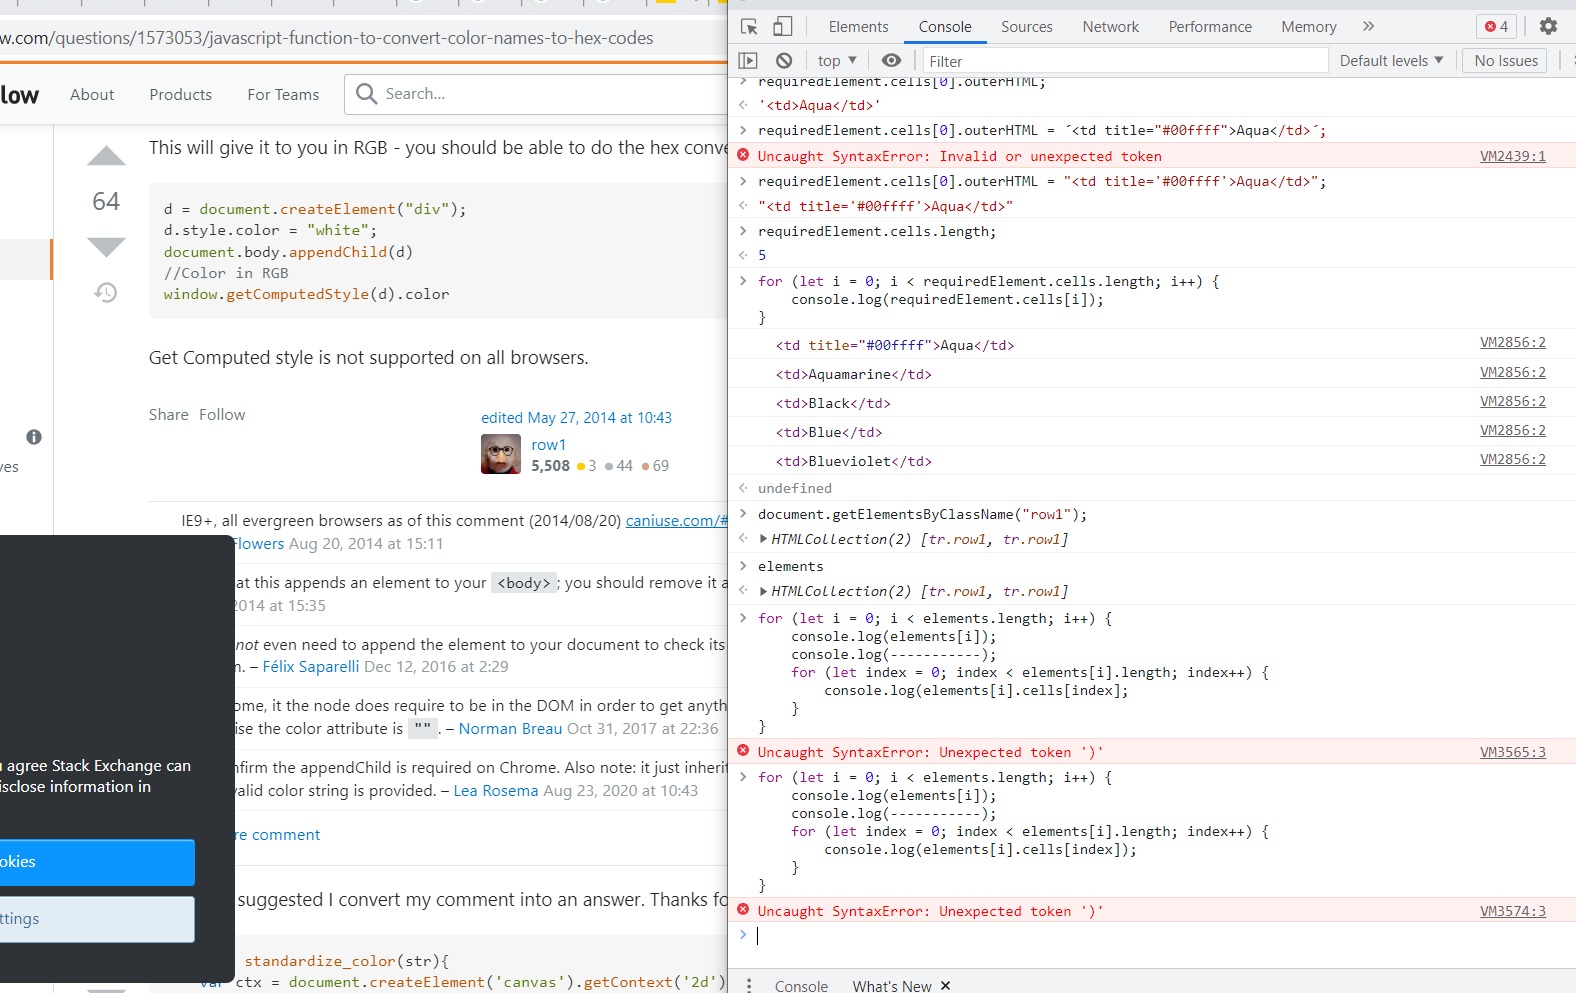 w.com/questions/1573053/javascript-function-to-convert-color-names-to-hex-codes
low About Products For Teams Search...
This will give it to you in RGB - you should be able to do the hex conve
64
d = document.createElement("div");
d.style.color = "white";
document.body.appendChild(d)
//Color in RGB
window.getComputedStyle(d).color
Get Computed style is not supported on all browsers.
Share Follow
edited May 27, 2014 at 10:43
row1
5,508 3 44 69
ves
IE9+, all evergreen browsers as of this comment (2014/08/20) caniuse.com/#
Flowers Aug 20, 2014 at 15:11
at this appends an element to your <body>; you should remove it a
2014 at 15:35
not even need to append the element to your document to check its
n. – Félix Saparelli Dec 12, 2016 at 2:29
ome, it the node does require to be in the DOM in order to get anyth
ise the color attribute is "". – Norman Breau Oct 31, 2017 at 22:36
nfirm the appendChild is required on Chrome. Also note: it just inherit
valid color string is provided. – Lea Rosema Aug 23, 2020 at 10:43
re comment
suggested I convert my comment into an answer. Thanks fo
standardize_color(str){
var ctx = document.createElement('canvas').getContext('2d')
u agree Stack Exchange can
isclose information in
okies
ttings
Elements Console Sources Network Performance Memory » 4
top ▼ Filter Default levels ▼ No Issues
requiredElement.cells[0].outerHTML;
'<td>Aqua</td>'
requiredElement.cells[0].outerHTML = ´<td title="#00ffff">Aqua</td>´;
Uncaught SyntaxError: Invalid or unexpected token VM2439:1
requiredElement.cells[0].outerHTML = "<td title='#00ffff'>Aqua</td>";
"<td title='#00ffff'>Aqua</td>"
requiredElement.cells.length;
5
for (let i = 0; i < requiredElement.cells.length; i++) {
console.log(requiredElement.cells[i]);
}
<td title="#00ffff">Aqua</td> VM2856:2
<td>Aquamarine</td> VM2856:2
<td>Black</td> VM2856:2
<td>Blue</td> VM2856:2
<td>Blueviolet</td> VM2856:2
undefined
document.getElementsByClassName("row1");
▶ HTMLCollection(2) [tr.row1, tr.row1]
elements
▶ HTMLCollection(2) [tr.row1, tr.row1]
for (let i = 0; i < elements.length; i++) {
console.log(elements[i]);
console.log(-----------);
for (let index = 0; index < elements[i].length; index++) {
console.log(elements[i].cells[index];
}
}
Uncaught SyntaxError: Unexpected token ')' VM3565:3
for (let i = 0; i < elements.length; i++) {
console.log(elements[i]);
console.log(-----------);
for (let index = 0; index < elements[i].length; index++) {
console.log(elements[i].cells[index]);
}
}
Uncaught SyntaxError: Unexpected token ')' VM3574:3
Console What's New ×